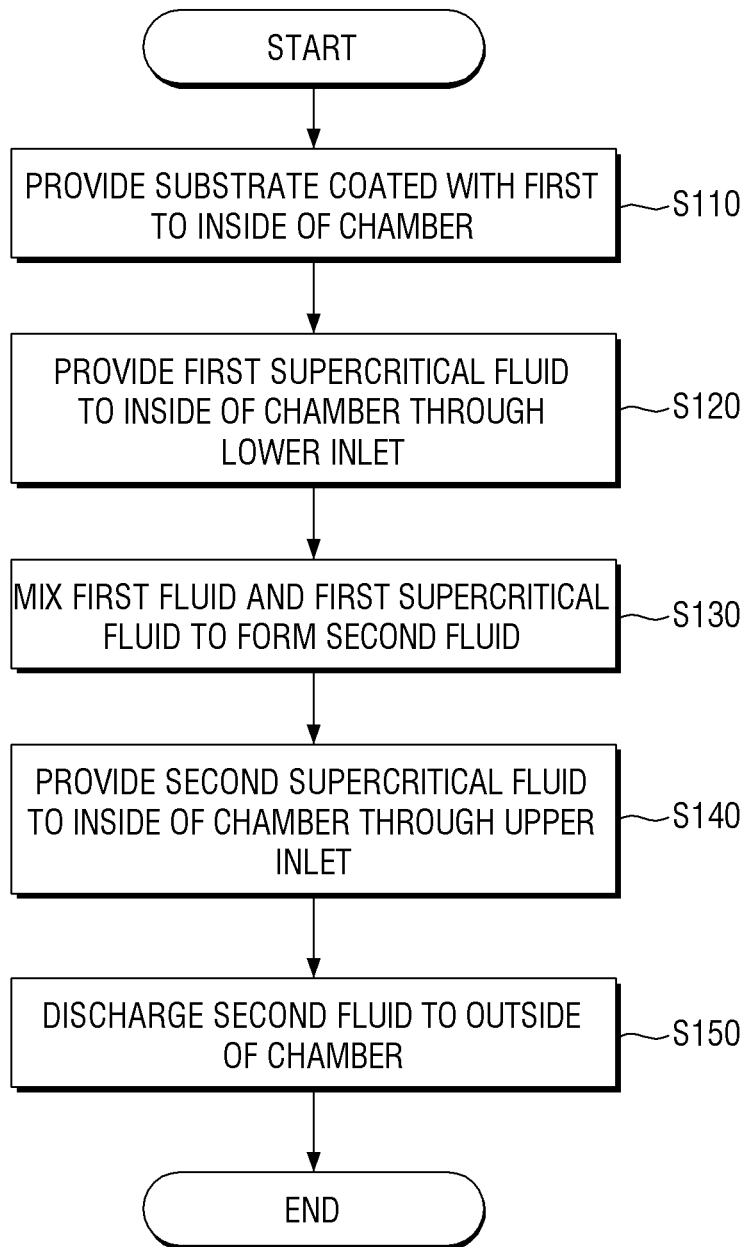 START
PROVIDE SUBSTRATE COATED WITH FIRST
TO INSIDE OF CHAMBER
S110
PROVIDE FIRST SUPERCRITICAL FLUID
TO INSIDE OF CHAMBER THROUGH
LOWER INLET
S120
MIX FIRST FLUID AND FIRST SUPERCRITICAL
FLUID TO FORM SECOND FLUID
S130
PROVIDE SECOND SUPERCRITICAL FLUID
TO INSIDE OF CHAMBER THROUGH UPPER
INLET
S140
DISCHARGE SECOND FLUID TO OUTSIDE
OF CHAMBER
S150
END